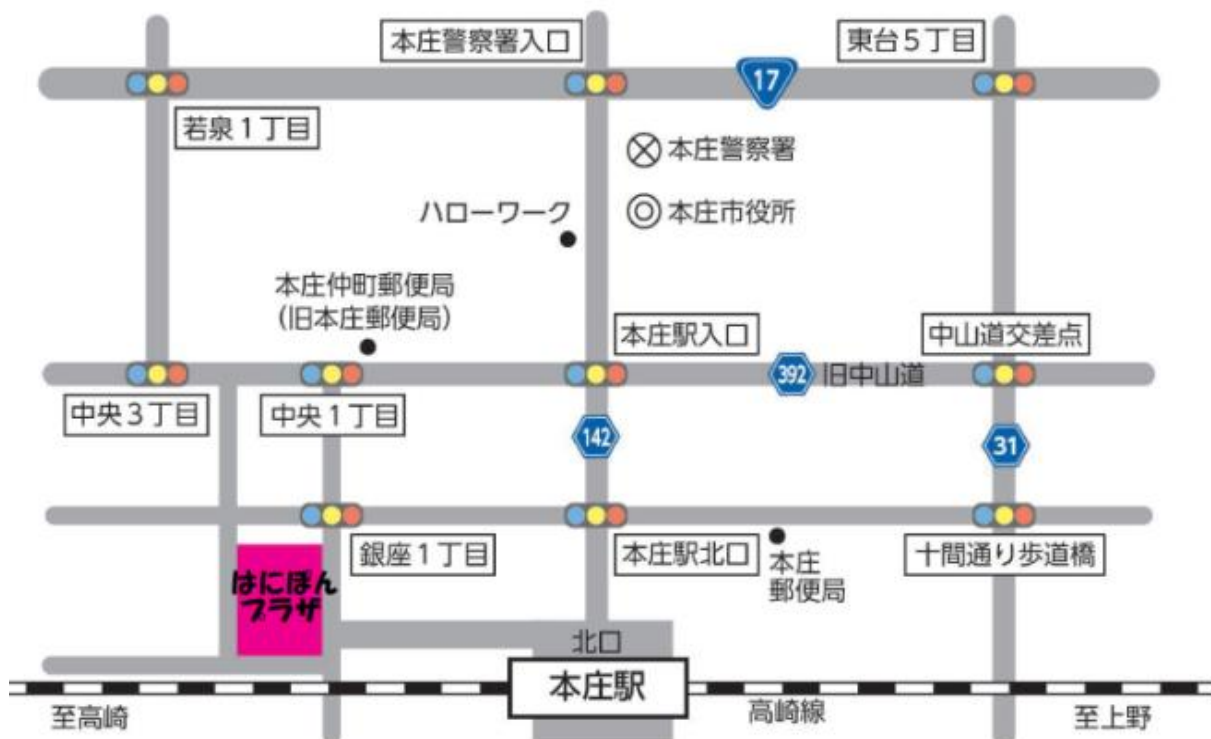 本庄警察署入口
東台5丁目
17
若泉1丁目
本庄警察署
ハローワーク
本庄市役所
本庄仲町郵便局
(旧本庄郵便局)
本庄駅入口
中山道交差点
392
旧中山道
中央3丁目
中央1丁目
142
31
銀座1丁目
本庄駅北口
本庄
郵便局
十間通り歩道橋
はにぽん
プラザ
北口
本庄駅
至高崎
高崎線
至上野